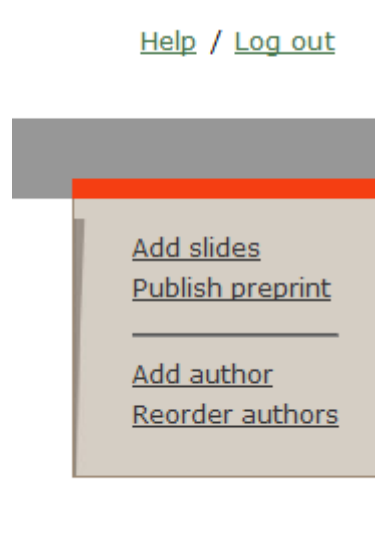 Help / Log out
Add slides
Publish preprint
Add author
Reorder authors